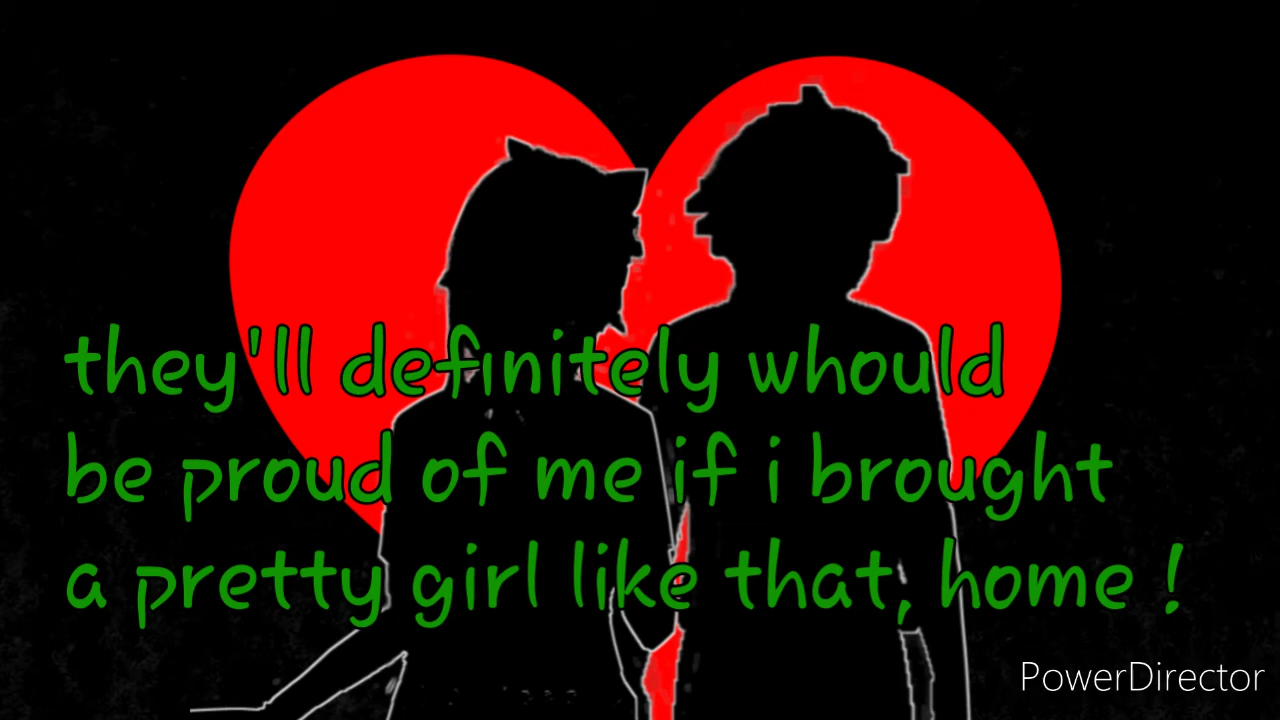 they'll definitely whould
be proud of me if i brought
a pretty girl like that, home !
PowerDirector